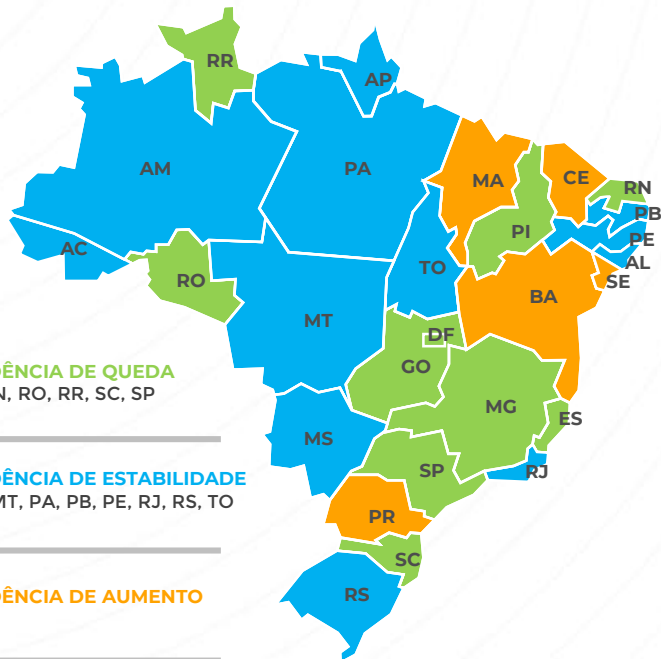 RR
AP
AM
PA
MA
CE
RN
PB
PI
PE
AC
AL
TO
RO
SE
BA
MT
DF
GO
DÊNCIA DE QUEDA
N, RO, RR, SC, SP
MG
ES
MS
SP
RJ
DÊNCIA DE ESTABILIDADE
MT, PA, PB, PE, RJ, RS, TO
PR
SC
DÊNCIA DE AUMENTO
RS